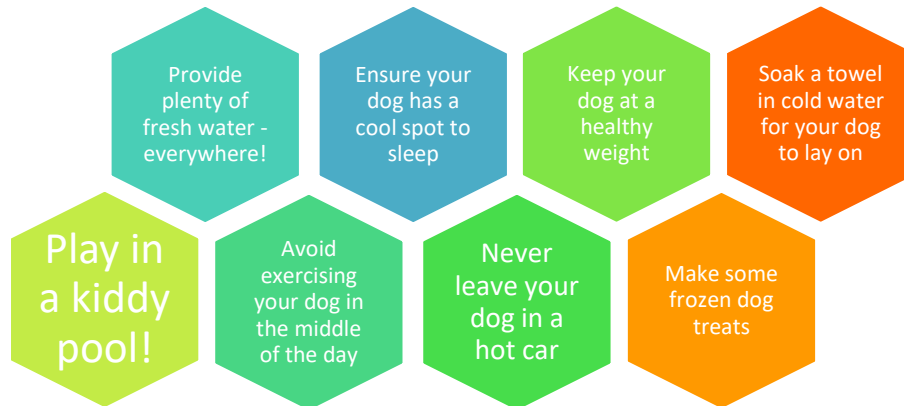 Provide
plenty of
fresh water -
everywhere!
Ensure your
dog has a
cool spot to
sleep
Keep your
dog at a
healthy
weight
Soak a towel
in cold water
for your dog
to lay on
Play in
a kiddy
pool!
Avoid
exercising
your dog in
the middle
of the day
Never
leave your
dog in a
hot car
Make some
frozen dog
treats